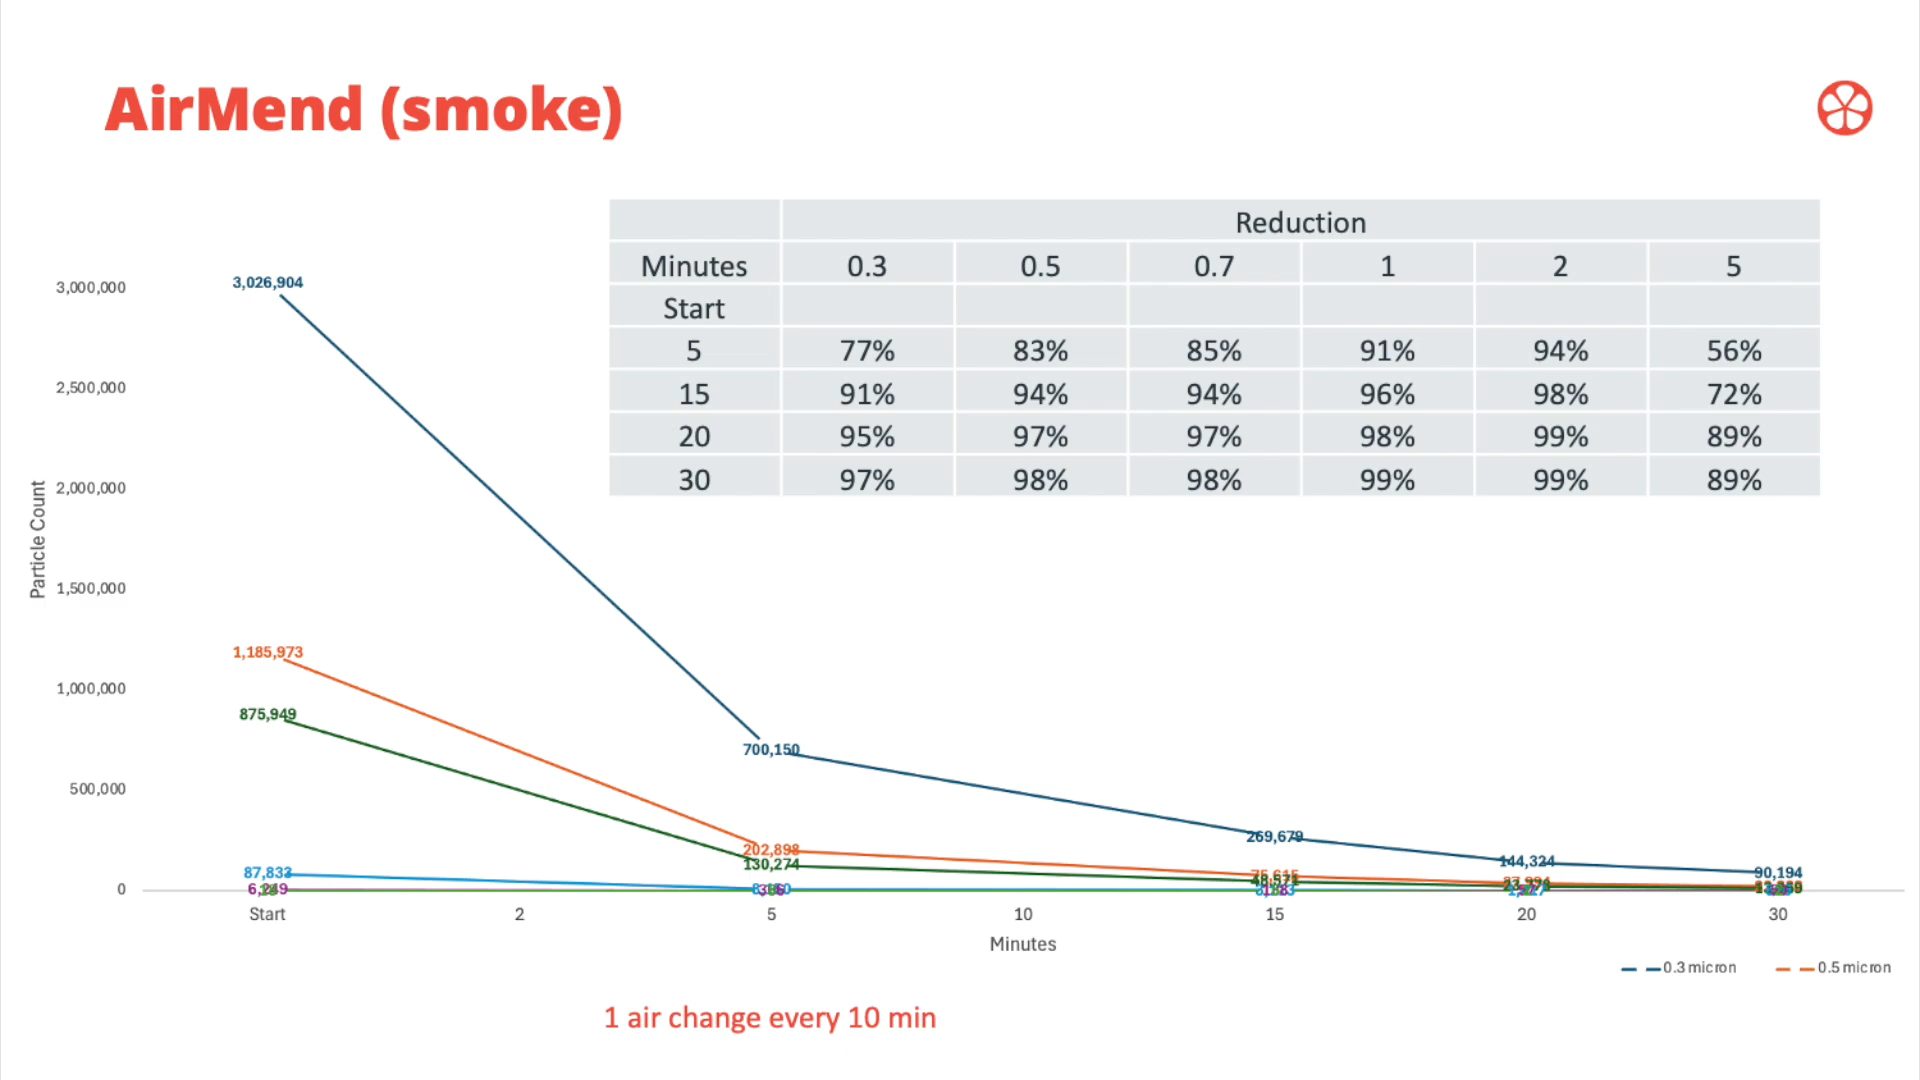 AirMend (smoke)
Reduction
Minutes 0.3 0.5 0.7 1 2 5
Start
5 77% 83% 85% 91% 94% 56%
15 91% 94% 94% 96% 98% 72%
20 95% 97% 97% 98% 99% 89%
30 97% 98% 98% 99% 99% 89%
Particle Count
3,000,000
2,500,000
2,000,000
1,500,000
1,000,000
500,000
0
3,026,904
1,185,973
875,949
87,833
700,150
202,898
130,274
269,679
144,324
90,194
Start 2 5 10 15 20 30
Minutes
0.3 micron 0.5 micron
1 air change every 10 min